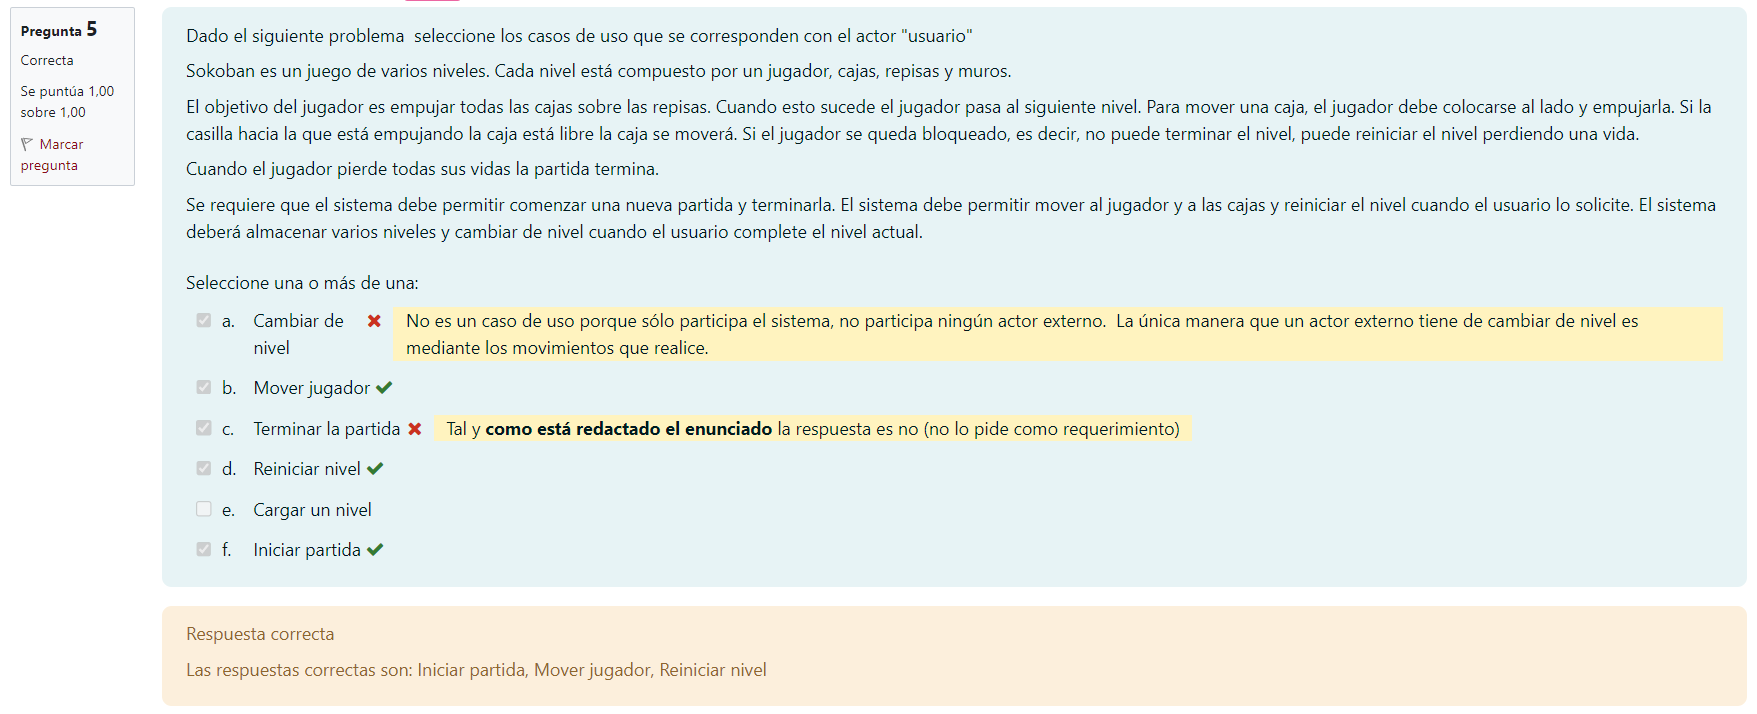 Pregunta 5
Correcta
Se puntúa 1,00
sobre 1,00
Marcar
pregunta
Dado el siguiente problema  seleccione los casos de uso que se corresponden con el actor "usuario"
Sokoban es un juego de varios niveles. Cada nivel está compuesto por un jugador, cajas, repisas y muros.
El objetivo del jugador es empujar todas las cajas sobre las repisas. Cuando esto sucede el jugador pasa al siguiente nivel. Para mover una caja, el jugador debe colocarse al lado y empujarla. Si la
casilla hacia la que está empujando la caja está libre la caja se moverá. Si el jugador se queda bloqueado, es decir, no puede terminar el nivel, puede reiniciar el nivel perdiendo una vida.
Cuando el jugador pierde todas sus vidas la partida termina.
Se requiere que el sistema debe permitir comenzar una nueva partida y terminarla. El sistema debe permitir mover al jugador y a las cajas y reiniciar el nivel cuando el usuario lo solicite. El sistema
deberá almacenar varios niveles y cambiar de nivel cuando el usuario complete el nivel actual.
Seleccione una o más de una:
a. Cambiar de
nivel
No es un caso de uso porque sólo participa el sistema, no participa ningún actor externo.  La única manera que un actor externo tiene de cambiar de nivel es
mediante los movimientos que realice.
b. Mover jugador
c. Terminar la partida Tal y como está redactado el enunciado la respuesta es no (no lo pide como requerimiento)
d. Reiniciar nivel
e. Cargar un nivel
f. Iniciar partida
Respuesta correcta
Las respuestas correctas son: Iniciar partida, Mover jugador, Reiniciar nivel